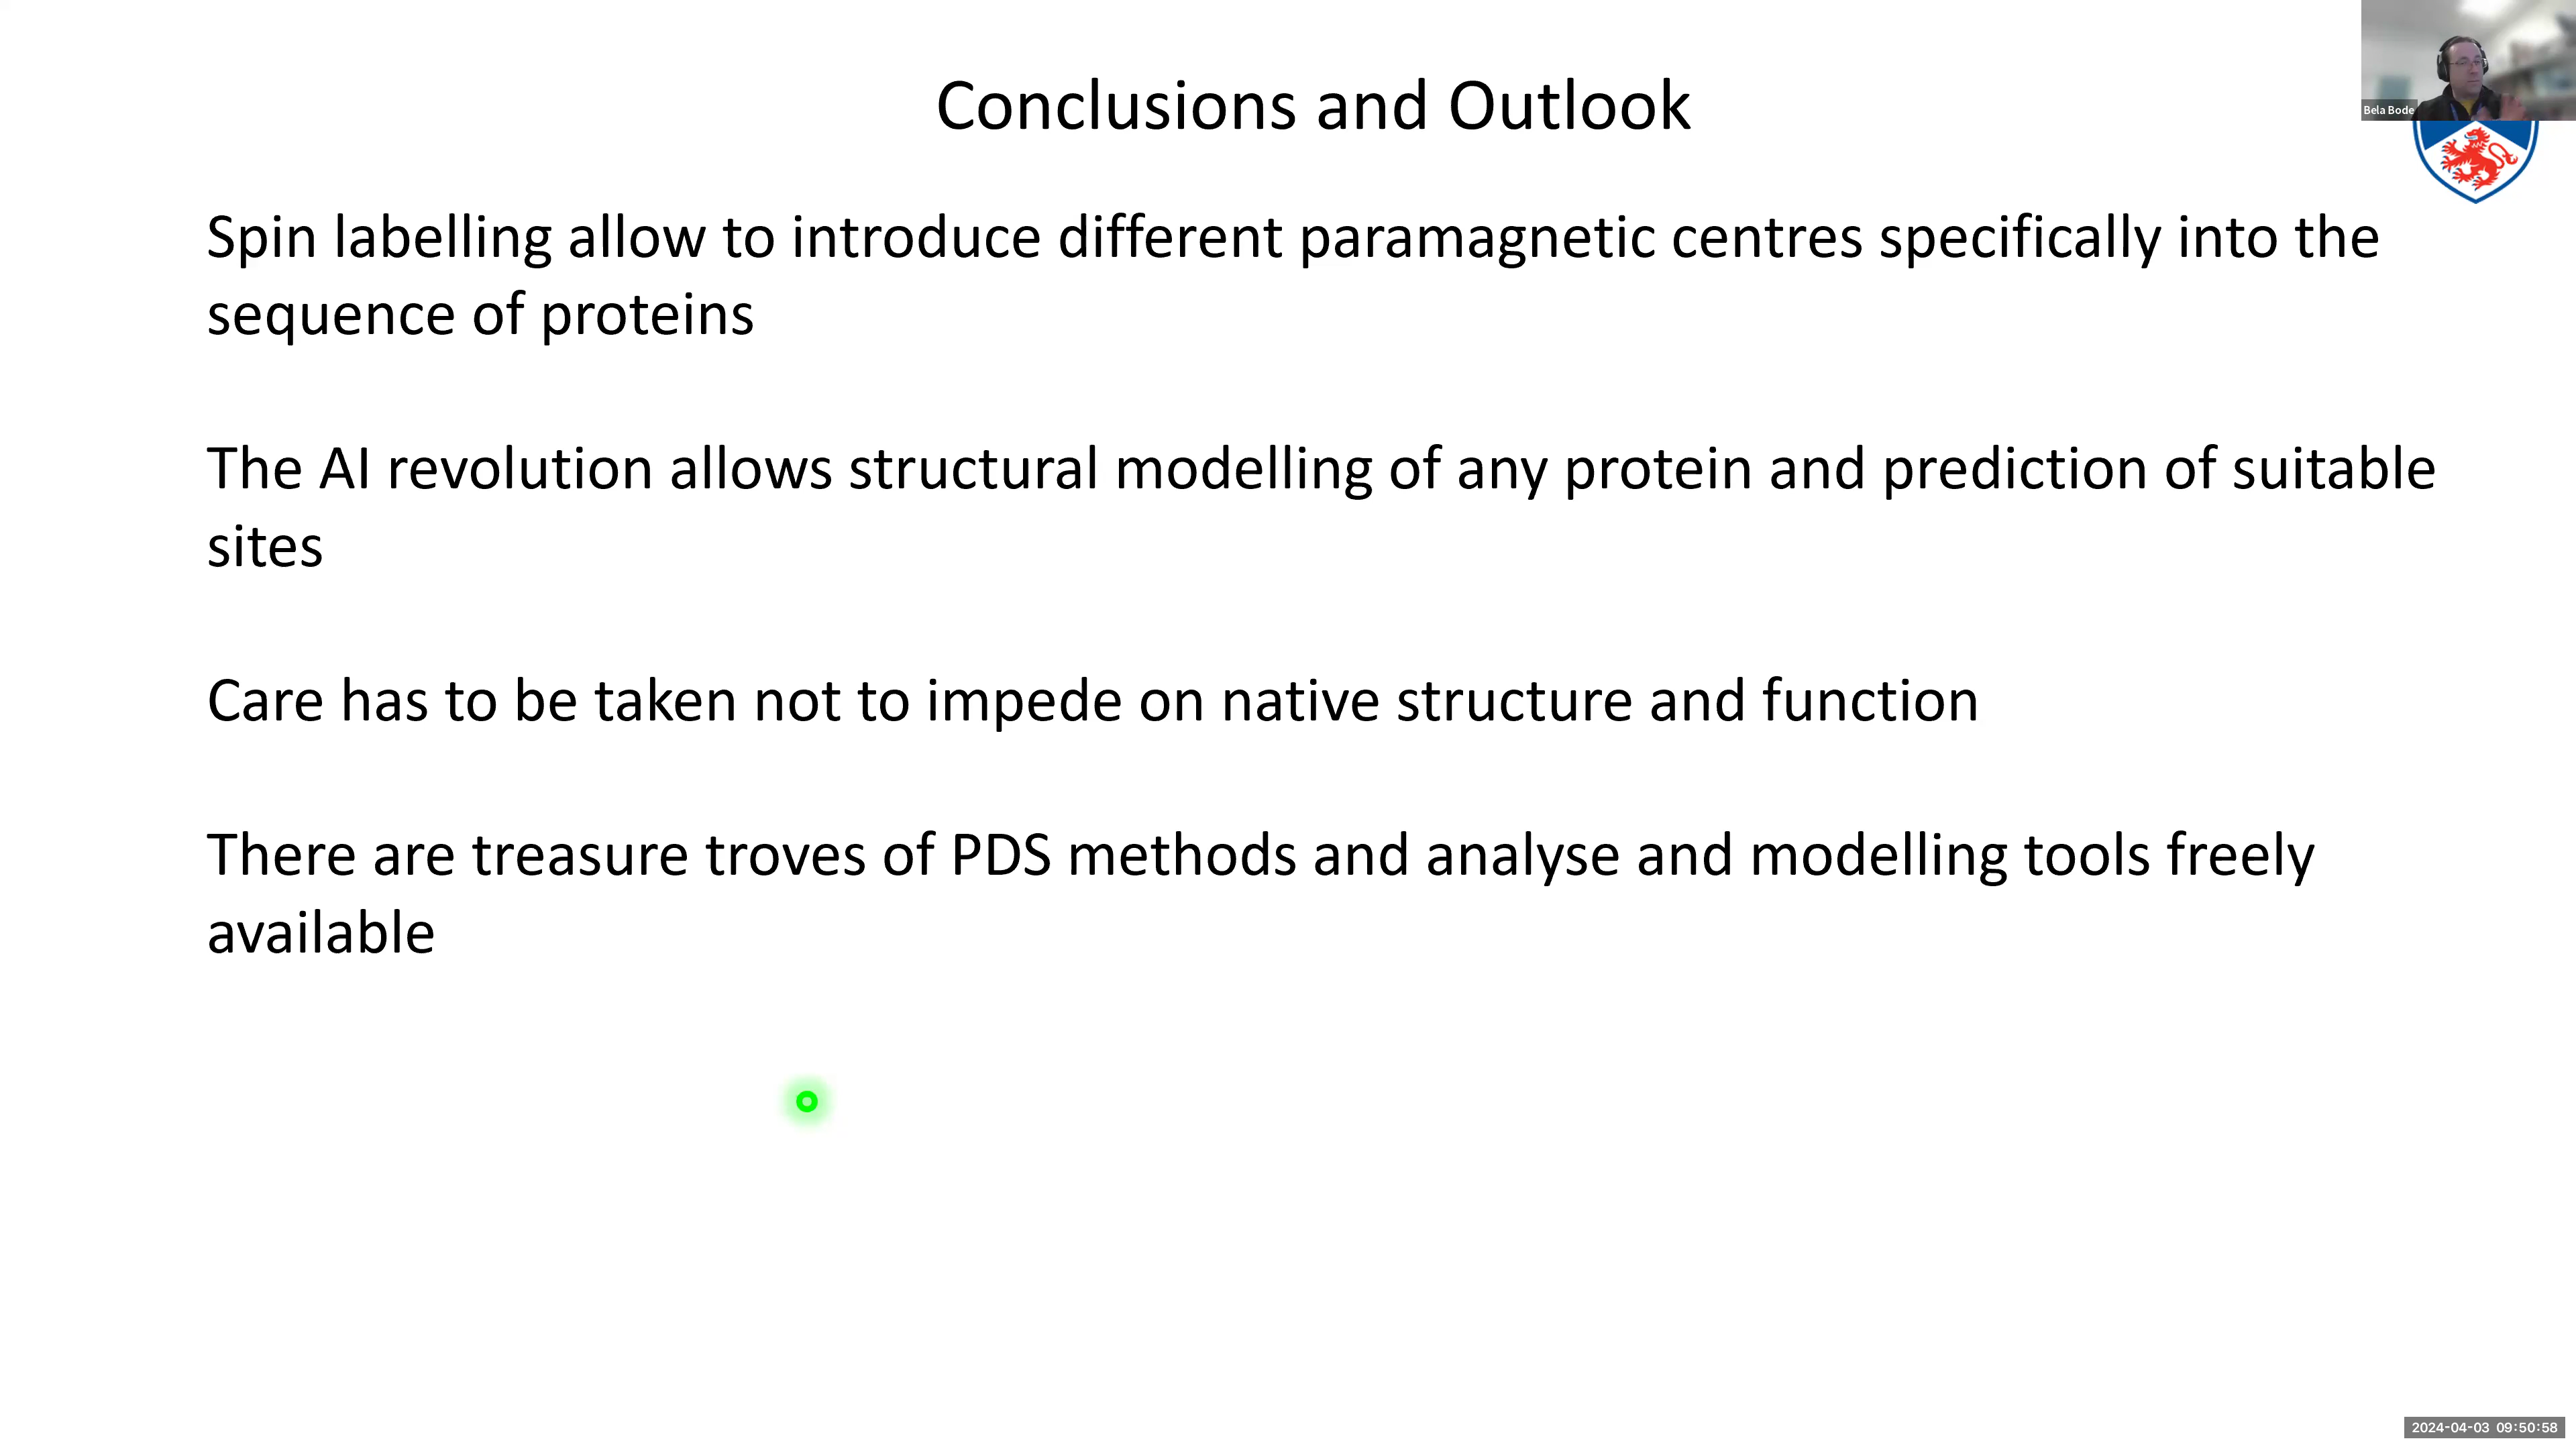 Conclusions and Outlook
Bela Bode
Spin labelling allow to introduce different paramagnetic centres specifically into the
sequence of proteins
The AI revolution allows structural modelling of any protein and prediction of suitable
sites
Care has to be taken not to impede on native structure and function
There are treasure troves of PDS methods and analyse and modelling tools freely
available
2024-04-03 09:50:58